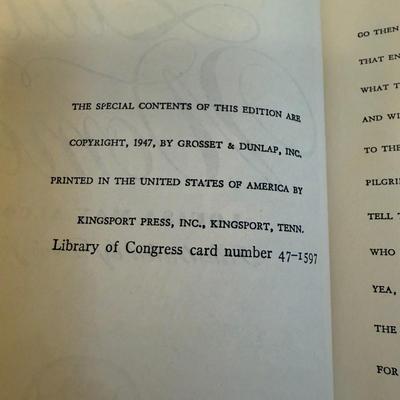 THE SPECIAL CONTENTS OF THIS EDITION ARE
COPYRIGHT, 1947, BY GROSSET & DUNLAP, INC.
PRINTED IN THE UNITED STATES OF AMERICA BY
KINGSPORT PRESS, INC., KINGSPORT, TENN.
Library of Congress card number 47-1597
GO THEN
THAT EN
WHAT T
AND WI
TO THE
PILGRI
TELL T
WHO
YEA,
THE
FOR